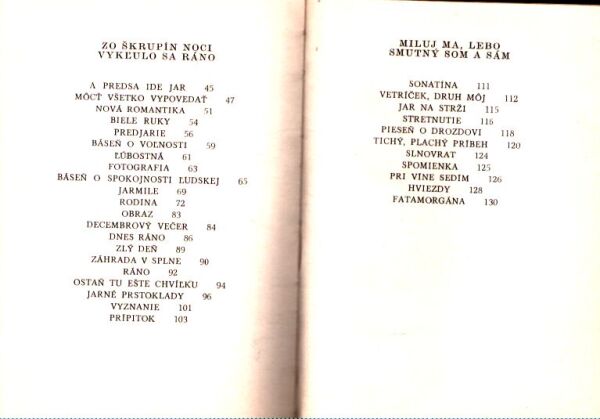 ZO ŠKRUPÍN NOCI
VYKĽULO SA RÁNO
A PREDSA IDE JAR 45
MÔCŤ VŠETKO VYPOVEDAŤ 47
NOVÁ ROMANTIKA 51
BIELE RUKY 54
PREDJARIE 56
BÁSEŇ O VOĽNOSTI 59
ĽÚBOSTNÁ 61
FOTOGRAFIA 63
BÁSEŇ O SPOKOJNOSTI ĽUDSKEJ 65
JARMILE 69
RODINA 72
OBRAZ 83
DECEMBROVÝ VEČER 84
DNES RÁNO 86
ZLÝ DEŇ 89
ZÁHRADA V SPLNE 90
RÁNO 92
OSTAŇ TU EŠTE CHVÍĽKU 94
JARNÉ PRSTOKLADY 96
VYZNANIE 101
PRÍPITOK 103
MILUJ MA, LEBO
SMUTNÝ SOM A SÁM
SONATÍNA 111
VETRÍČEK, DRUH MÔJ 112
JAR NA STRŽI 115
STRETNUTIE 116
PIESEŇ O DROZDOVI 118
TICHÝ, PLACHÝ PRÍBEH 120
SLNOVRAT 124
SPOMIENKA 125
PRI VÍNE SEDÍM 126
HVIEZDY 128
FATAMORGÁNA 130